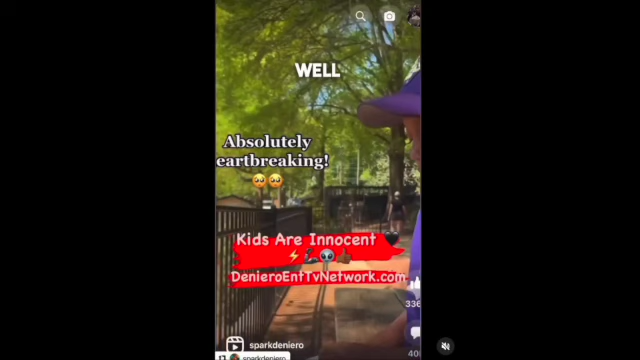 WELL
Absolutely
eartbreaking!
Kids Are Innocent
DenieroEntTvNetwork.com
336
sparkdeniero
40
sparkdeniero